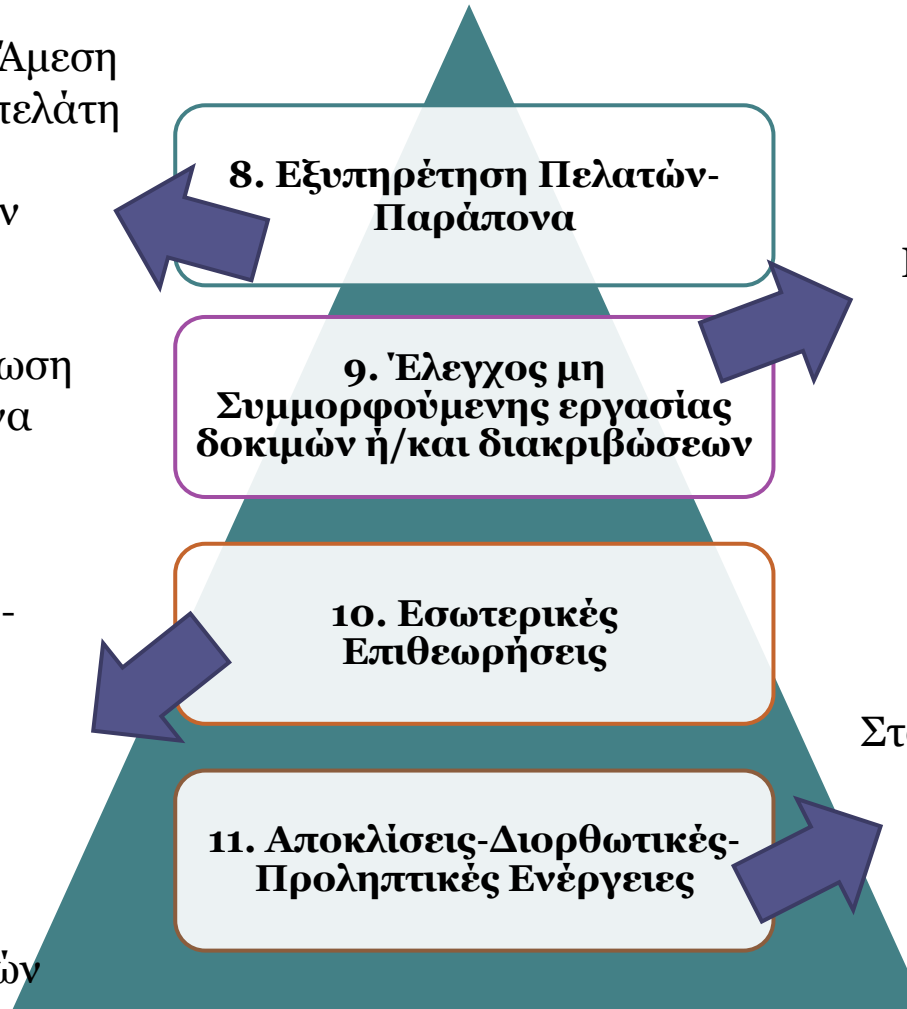 Άμεση
πελάτη
8. Εξυπηρέτηση Πελατών-
Παράπονα
9. Έλεγχος μη
Συμμορφούμενης εργασίας
δοκιμών ή/και διακριβώσεων
-
10. Εσωτερικές
Επιθεωρήσεις
11. Αποκλίσεις-Διορθωτικές-
Προληπτικές Ενέργειες